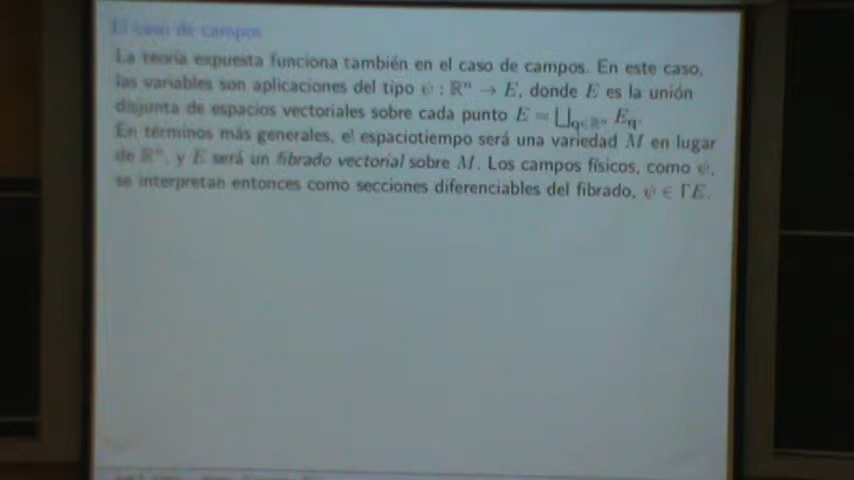 El caso de campos
La teoría expuesta funciona también en el caso de campos. En este caso,
las variables son aplicaciones del tipo ψ : ℝⁿ → E, donde E es la unión
disjunta de espacios vectoriales sobre cada punto E = ⨆_{q∈ℝⁿ} E_q.
En términos más generales, el espaciotiempo será una variedad M en lugar
de ℝⁿ, y E será un fibrado vectorial sobre M. Los campos físicos, como ψ,
se interpretan entonces como secciones diferenciables del fibrado, ψ ∈ ΓE.